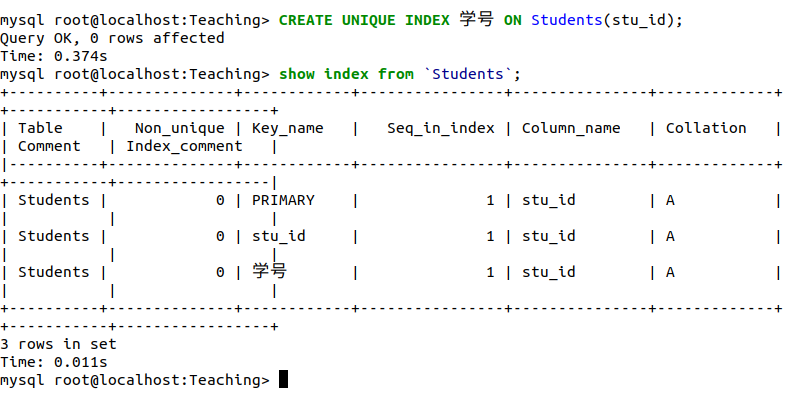 mysql root@localhost:Teaching> CREATE UNIQUE INDEX 学号 ON Students(stu_id);
Query OK, 0 rows affected
Time: 0.374s
mysql root@localhost:Teaching> show index from `Students`;
+----------+--------------+------------+----------------+---------------+-------------+
+-----------+-----------------+
| Table    |   Non_unique | Key_name   |   Seq_in_index | Column_name   | Collation   |
| Comment   | Index_comment   |
|----------+--------------+------------+----------------+---------------+-------------+
+-----------+-----------------|
| Students |            0 | PRIMARY    |              1 | stu_id        | A           |
|           |                 |
| Students |            0 | stu_id     |              1 | stu_id        | A           |
|           |                 |
| Students |            0 | 学号       |              1 | stu_id        | A           |
|           |                 |
+----------+--------------+------------+----------------+---------------+-------------+
+-----------+-----------------+
3 rows in set
Time: 0.011s
mysql root@localhost:Teaching>